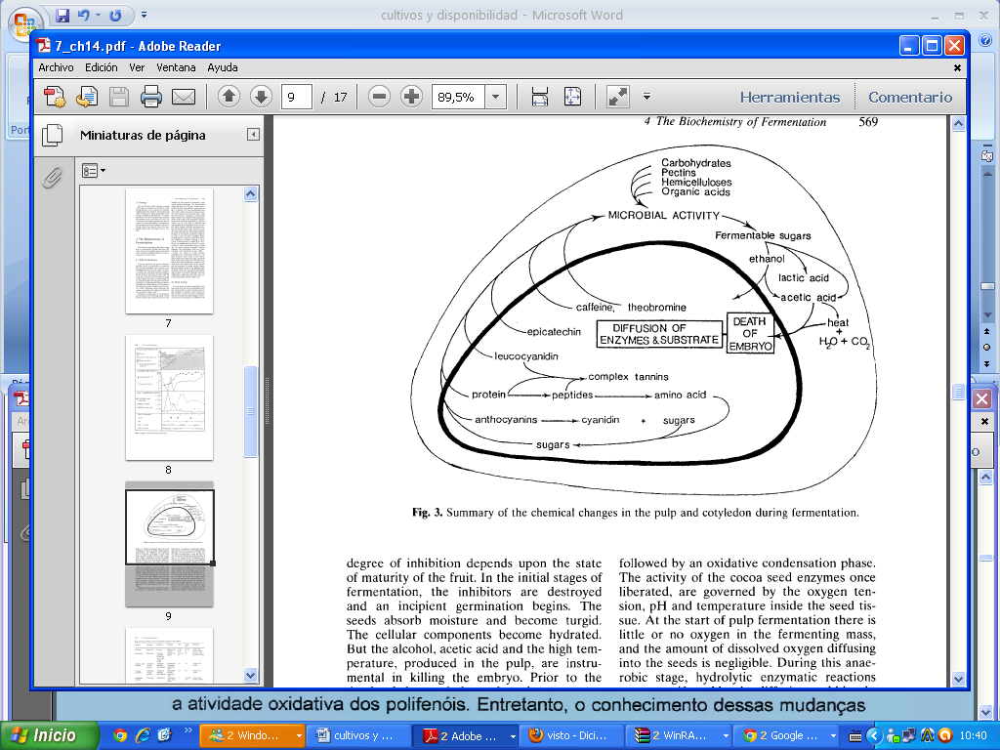 cultivos y disponibilidad - Microsoft Word
7_ch14.pdf - Adobe Reader
Archivo Edición Ver Ventana Ayuda
9 / 17 89,5% Herramientas Comentario
Miniaturas de página
7
8
9
4 The Biochemistry of Fermentation 569
Carbohydrates
Pectins
Hemicelluloses
Organic acids
MICROBIAL ACTIVITY
Fermentable sugars
ethanol
lactic acid
acetic acid
heat
+
H2O + CO2
caffeine, theobromine
epicatechin
DIFFUSION OF
ENZYMES & SUBSTRATE
DEATH
OF
EMBRYO
leucocyanidin
complex tannins
protein peptides amino acid
anthocyanins cyanidin + sugars
sugars
Fig. 3. Summary of the chemical changes in the pulp and cotyledon during fermentation.
degree of inhibition depends upon the state
of maturity of the fruit. In the initial stages of
fermentation, the inhibitors are destroyed
and an incipient germination begins. The
seeds absorb moisture and become turgid.
The cellular components become hydrated.
But the alcohol, acetic acid and the high tem-
perature, produced in the pulp, are instru-
mental in killing the embryo. Prior to the
followed by an oxidative condensation phase.
The activity of the cocoa seed enzymes once
liberated, are governed by the oxygen ten-
sion, pH and temperature inside the seed tis-
sue. At the start of pulp fermentation there is
little or no oxygen in the fermenting mass,
and the amount of dissolved oxygen diffusing
into the seeds is negligible. During this anae-
robic stage, hydrolytic enzymatic reactions
a atividade oxidativa dos polifenóis. Entretanto, o conhecimento dessas mudanças
Inicio 2 Windo... cultivos y ... 2 Adobe ... visto - Dici... 2 WinRA... 2 Google ... 10:40